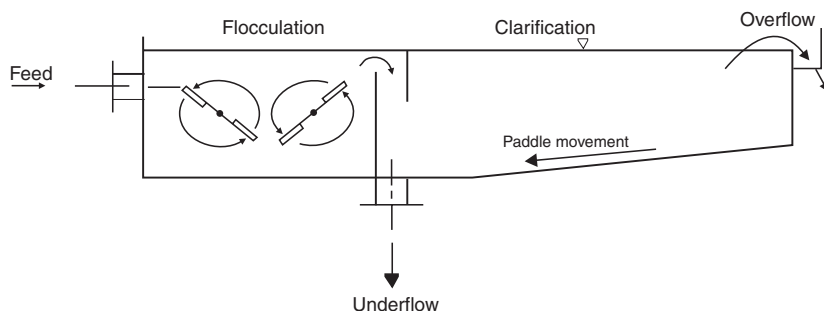 Flocculation
Clarification
Overflow
Feed
Paddle movement
Underflow